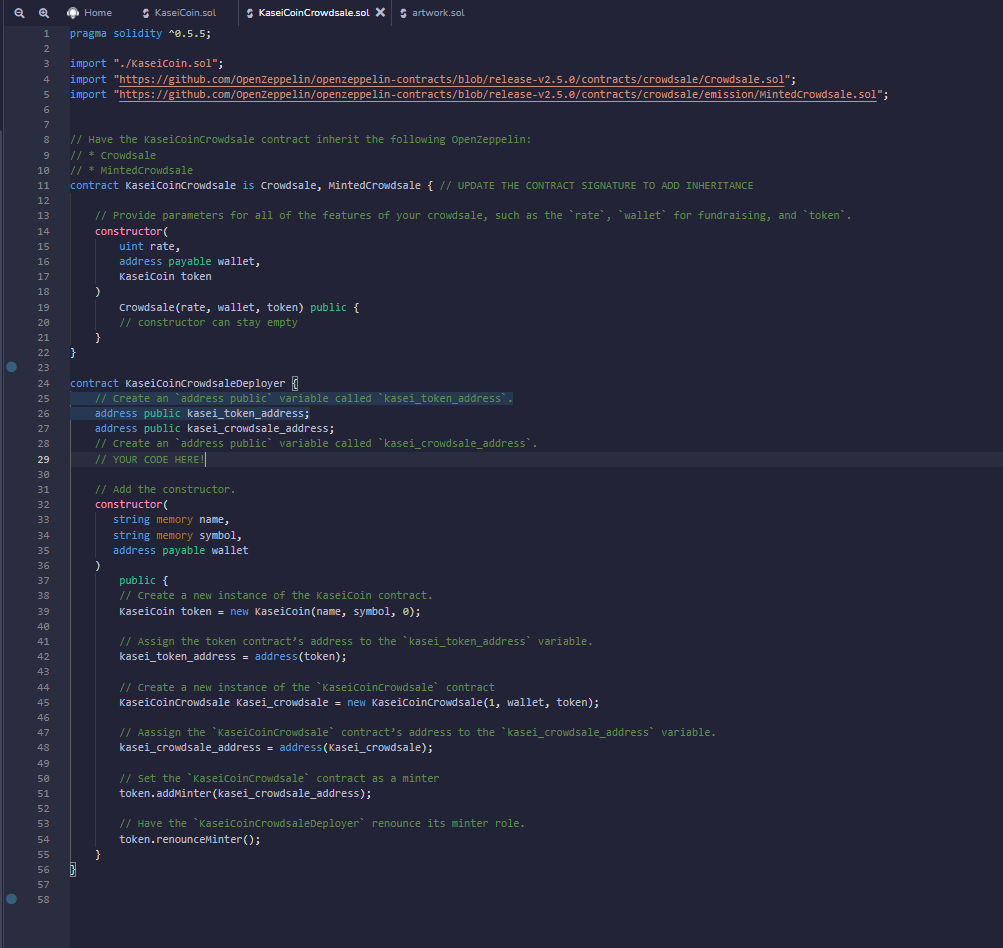 Home KaseiCoin.sol KaseiCoinCrowdsale.sol artwork.sol
1 pragma solidity ^0.5.5;
2
3 import "./KaseiCoin.sol";
4 import "https://github.com/OpenZeppelin/openzeppelin-contracts/blob/release-v2.5.0/contracts/crowdsale/Crowdsale.sol";
5 import "https://github.com/OpenZeppelin/openzeppelin-contracts/blob/release-v2.5.0/contracts/crowdsale/emission/MintedCrowdsale.sol";
6
7
8 // Have the KaseiCoinCrowdsale contract inherit the following OpenZeppelin:
9 // * Crowdsale
10 // * MintedCrowdsale
11 contract KaseiCoinCrowdsale is Crowdsale, MintedCrowdsale { // UPDATE THE CONTRACT SIGNATURE TO ADD INHERITANCE
12
13 // Provide parameters for all of the features of your crowdsale, such as the `rate`, `wallet` for fundraising, and `token`.
14 constructor(
15 uint rate,
16 address payable wallet,
17 KaseiCoin token
18 )
19 Crowdsale(rate, wallet, token) public {
20 // constructor can stay empty
21 }
22 }
23
24 contract KaseiCoinCrowdsaleDeployer {
25 // Create an `address public` variable called `kasei_token_address`.
26 address public kasei_token_address;
27 address public kasei_crowdsale_address;
28 // Create an `address public` variable called `kasei_crowdsale_address`.
29 // YOUR CODE HERE!
30
31 // Add the constructor.
32 constructor(
33 string memory name,
34 string memory symbol,
35 address payable wallet
36 )
37 public {
38 // Create a new instance of the KaseiCoin contract.
39 KaseiCoin token = new KaseiCoin(name, symbol, 0);
40
41 // Assign the token contract’s address to the `kasei_token_address` variable.
42 kasei_token_address = address(token);
43
44 // Create a new instance of the `KaseiCoinCrowdsale` contract
45 KaseiCoinCrowdsale Kasei_crowdsale = new KaseiCoinCrowdsale(1, wallet, token);
46
47 // Aassign the `KaseiCoinCrowdsale` contract’s address to the `kasei_crowdsale_address` variable.
48 kasei_crowdsale_address = address(Kasei_crowdsale);
49
50 // Set the `KaseiCoinCrowdsale` contract as a minter
51 token.addMinter(kasei_crowdsale_address);
52
53 // Have the `KaseiCoinCrowdsaleDeployer` renounce its minter role.
54 token.renounceMinter();
55 }
56 }
57
58